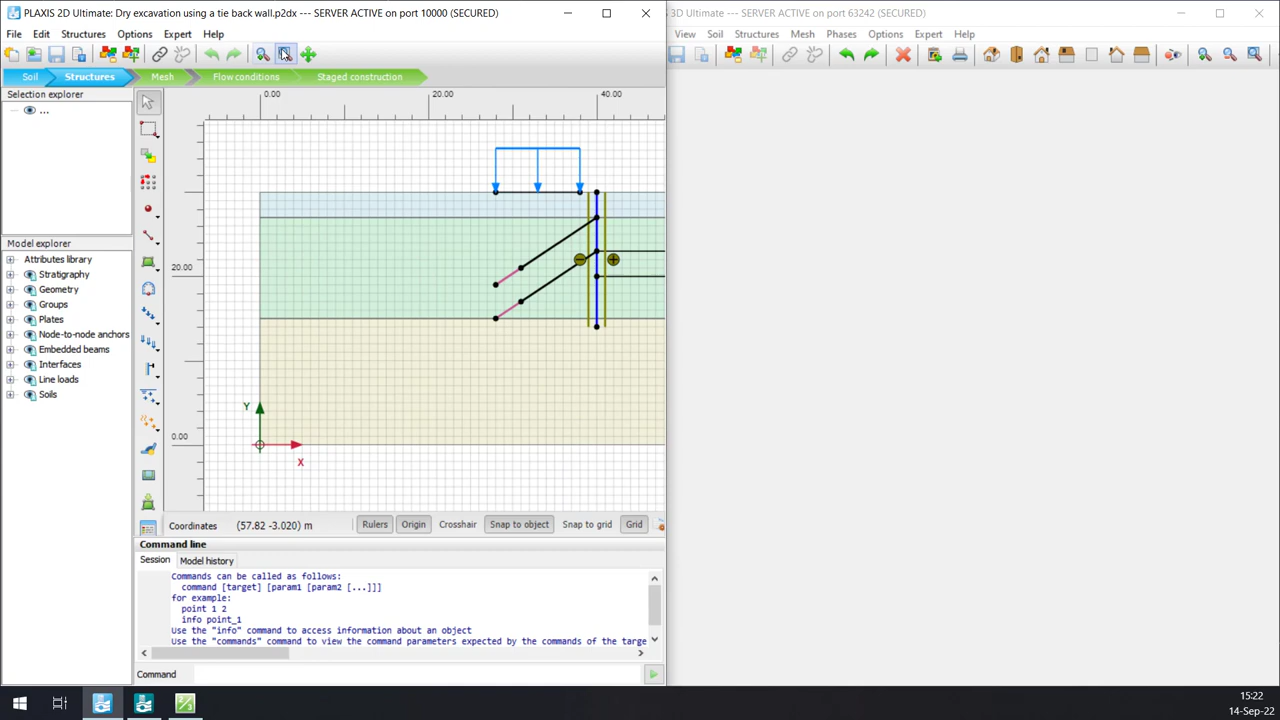 PLAXIS 2D Ultimate: Dry excavation using a tie back wall.p2dx --- SERVER ACTIVE on port 10000 (SECURED)
3D Ultimate --- SERVER ACTIVE on port 63242 (SECURED)
File Edit Structures Options Expert Help
View Soil Structures Mesh Phases Options Expert Help
Soil Structures Mesh Flow conditions Staged construction
Selection explorer
...
0.00 20.00 40.00
Model explorer
Attributes library
Stratigraphy
Geometry
Groups
Plates
Node-to-node anchors
Embedded beams
Interfaces
Line loads
Soils
20.00
0.00
Y
X
Coordinates (57.82 -3.020) m Rulers Origin Crosshair Snap to object Snap to grid Grid
Command line
Session Model history
Commands can be called as follows:
command [target] [param1 [param2 [...]]]
for example:
point 1 2
info point_1
Use the "info" command to access information about an object
Use the "commands" command to view the command parameters expected by the commands of the targe
Command
15:22
14-Sep-22